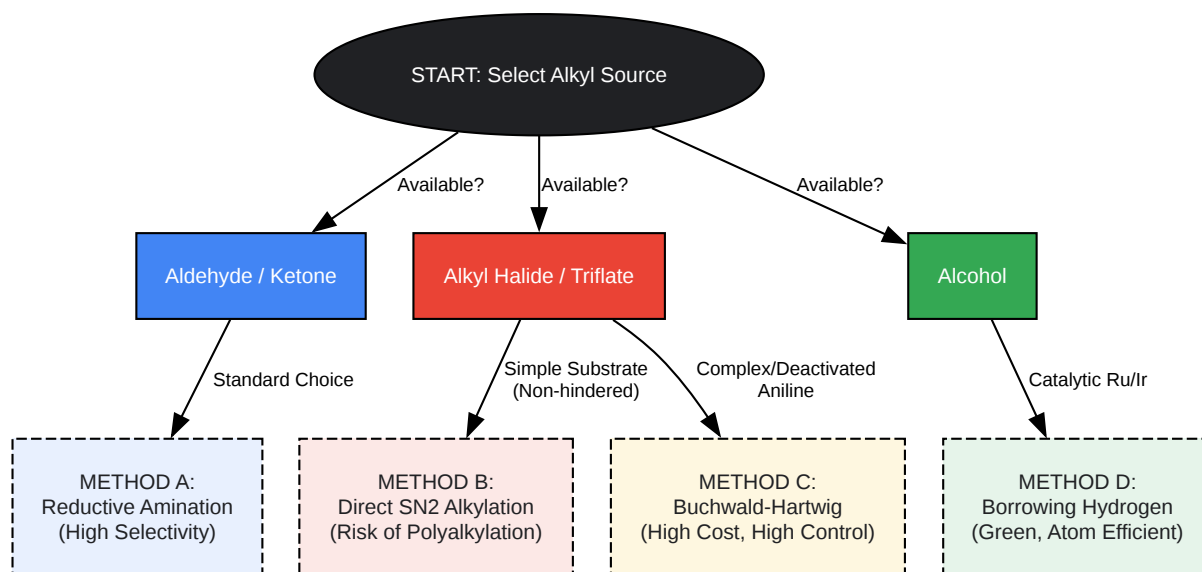 START: Select Alkyl Source
Available?
Available?
Available?
Aldehyde / Ketone
Alkyl Halide / Triflate
Alcohol
Standard Choice
Simple Substrate
(Non-hindered)
Complex/Deactivated
Aniline
Catalytic Ru/Ir
METHOD A:
Reductive Amination
(High Selectivity)
METHOD B:
Direct SN2 Alkylation
(Risk of Polyalkylation)
METHOD C:
Buchwald-Hartwig
(High Cost, High Control)
METHOD D:
Borrowing Hydrogen
(Green, Atom Efficient)